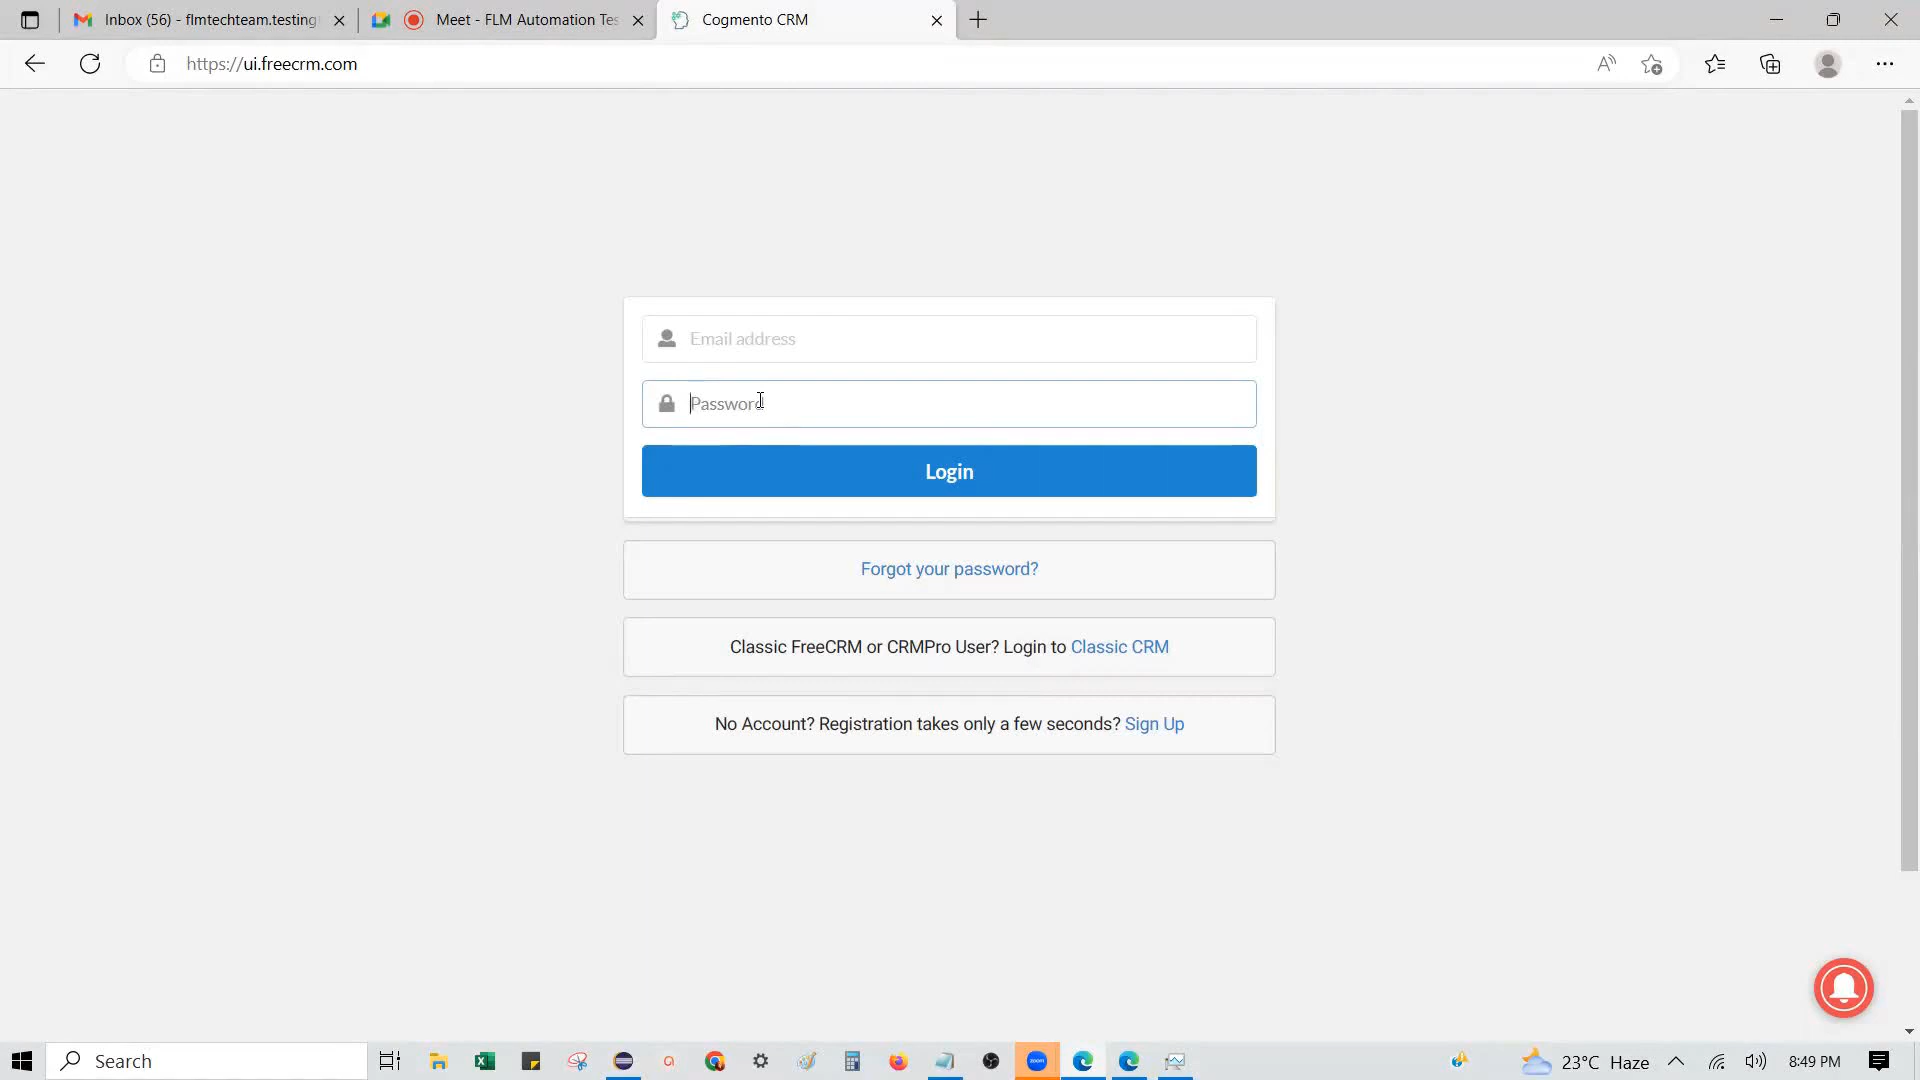 Inbox (56) - flmtechteam.testing
Meet - FLM Automation Tes
Cogmento CRM
https://ui.freecrm.com
Email address
Password
Login
Forgot your password?
Classic FreeCRM or CRMPro User? Login to Classic CRM
No Account? Registration takes only a few seconds? Sign Up
Search
zoom
23°C Haze
8:49 PM